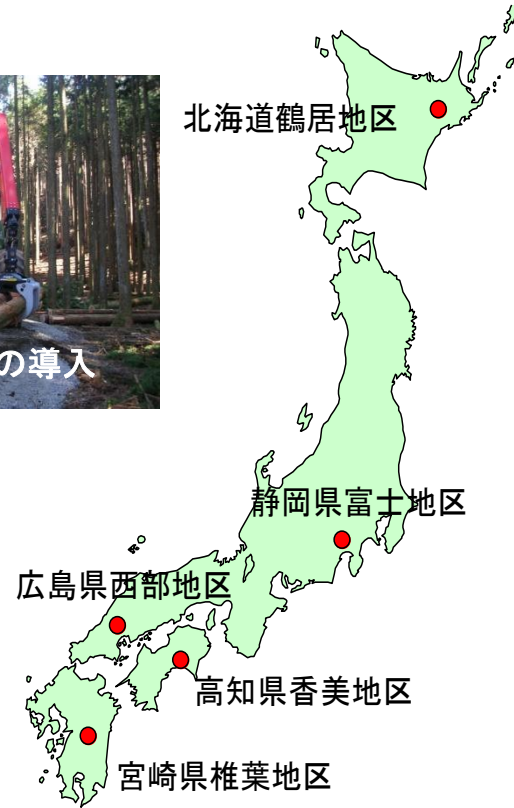 北海道鶴居地区
の導入
静岡県富士地区
広島県西部地区
高知県香美地区
宮崎県椎葉地区